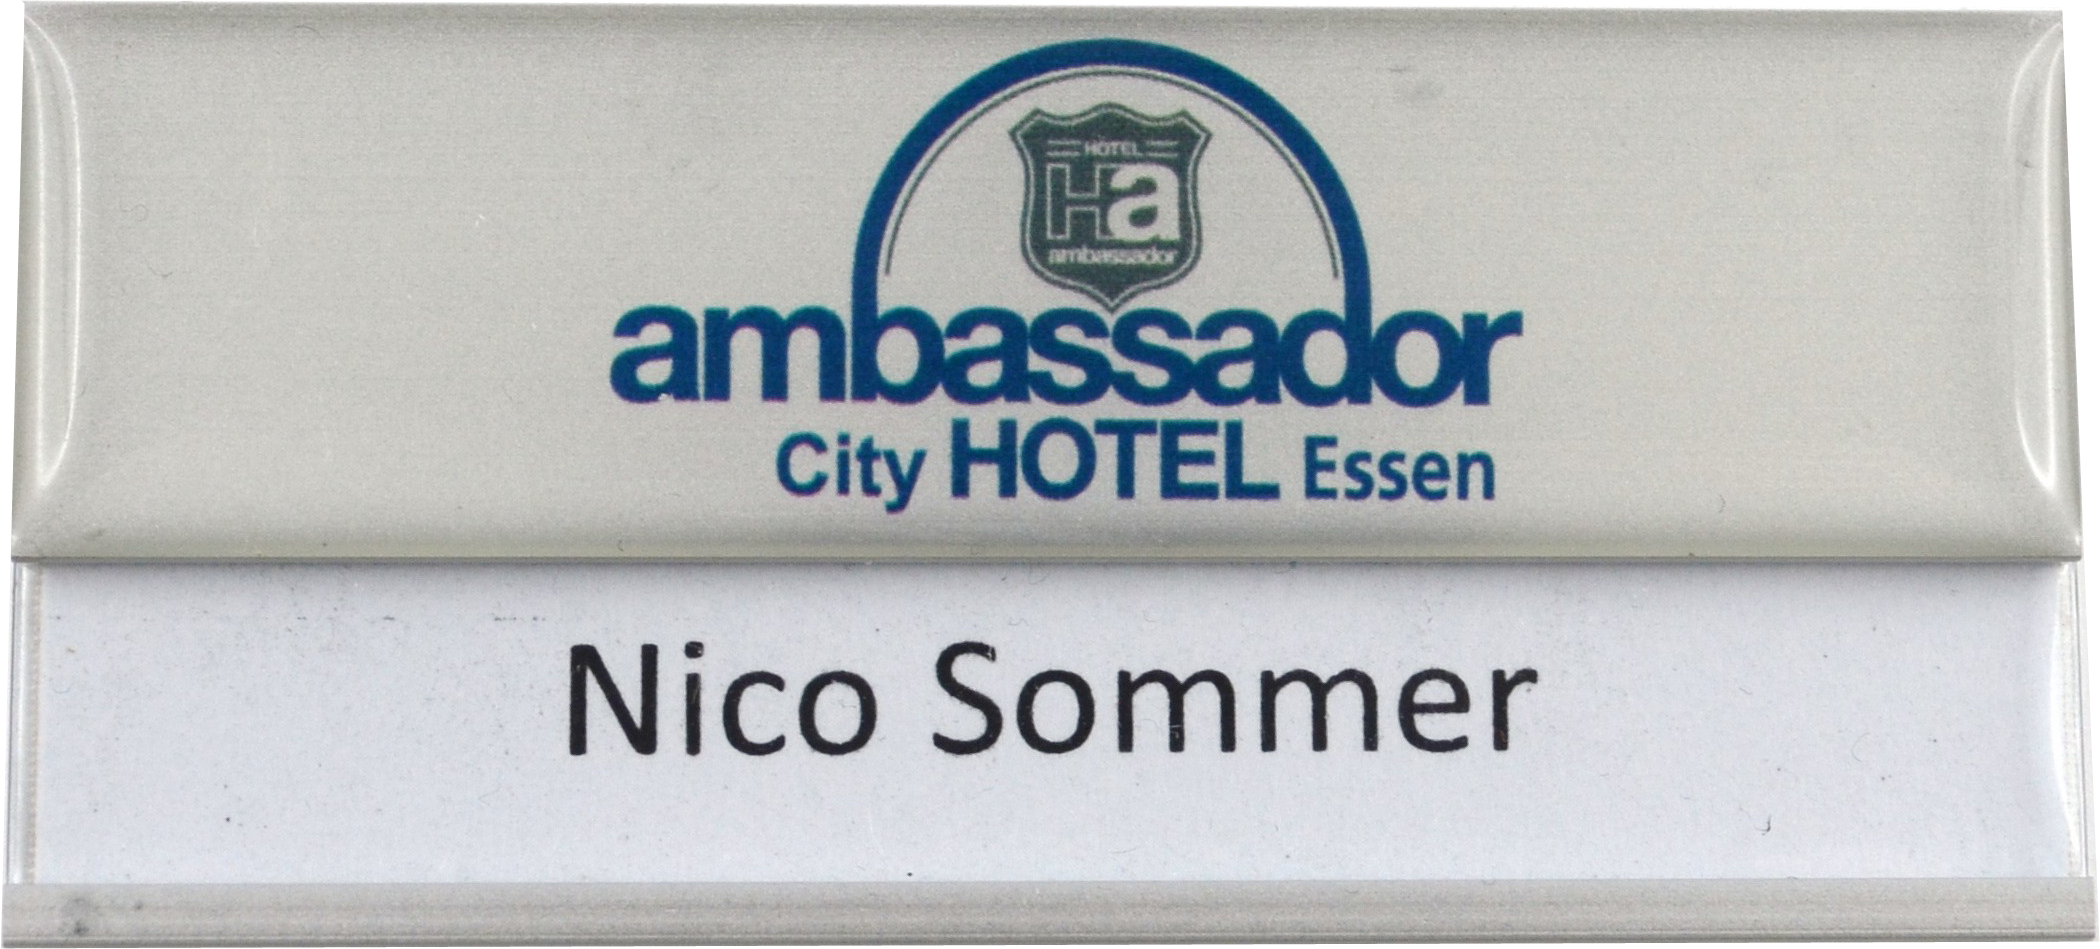 HOTEL
Ha
ambassador
ambassador
City HOTEL Essen
Nico Sommer